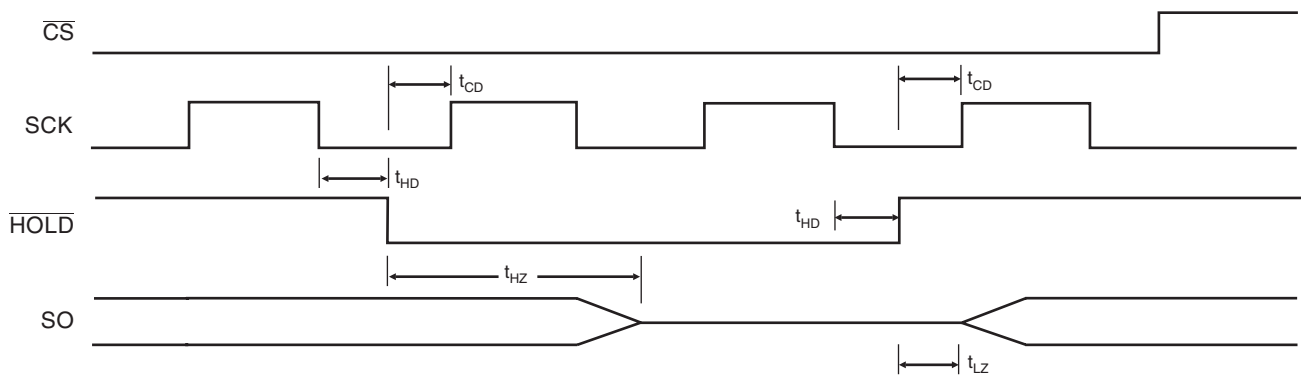 CS
t_CD
t_CD
SCK
t_HD
HOLD
t_HD
t_HZ
SO
t_LZ